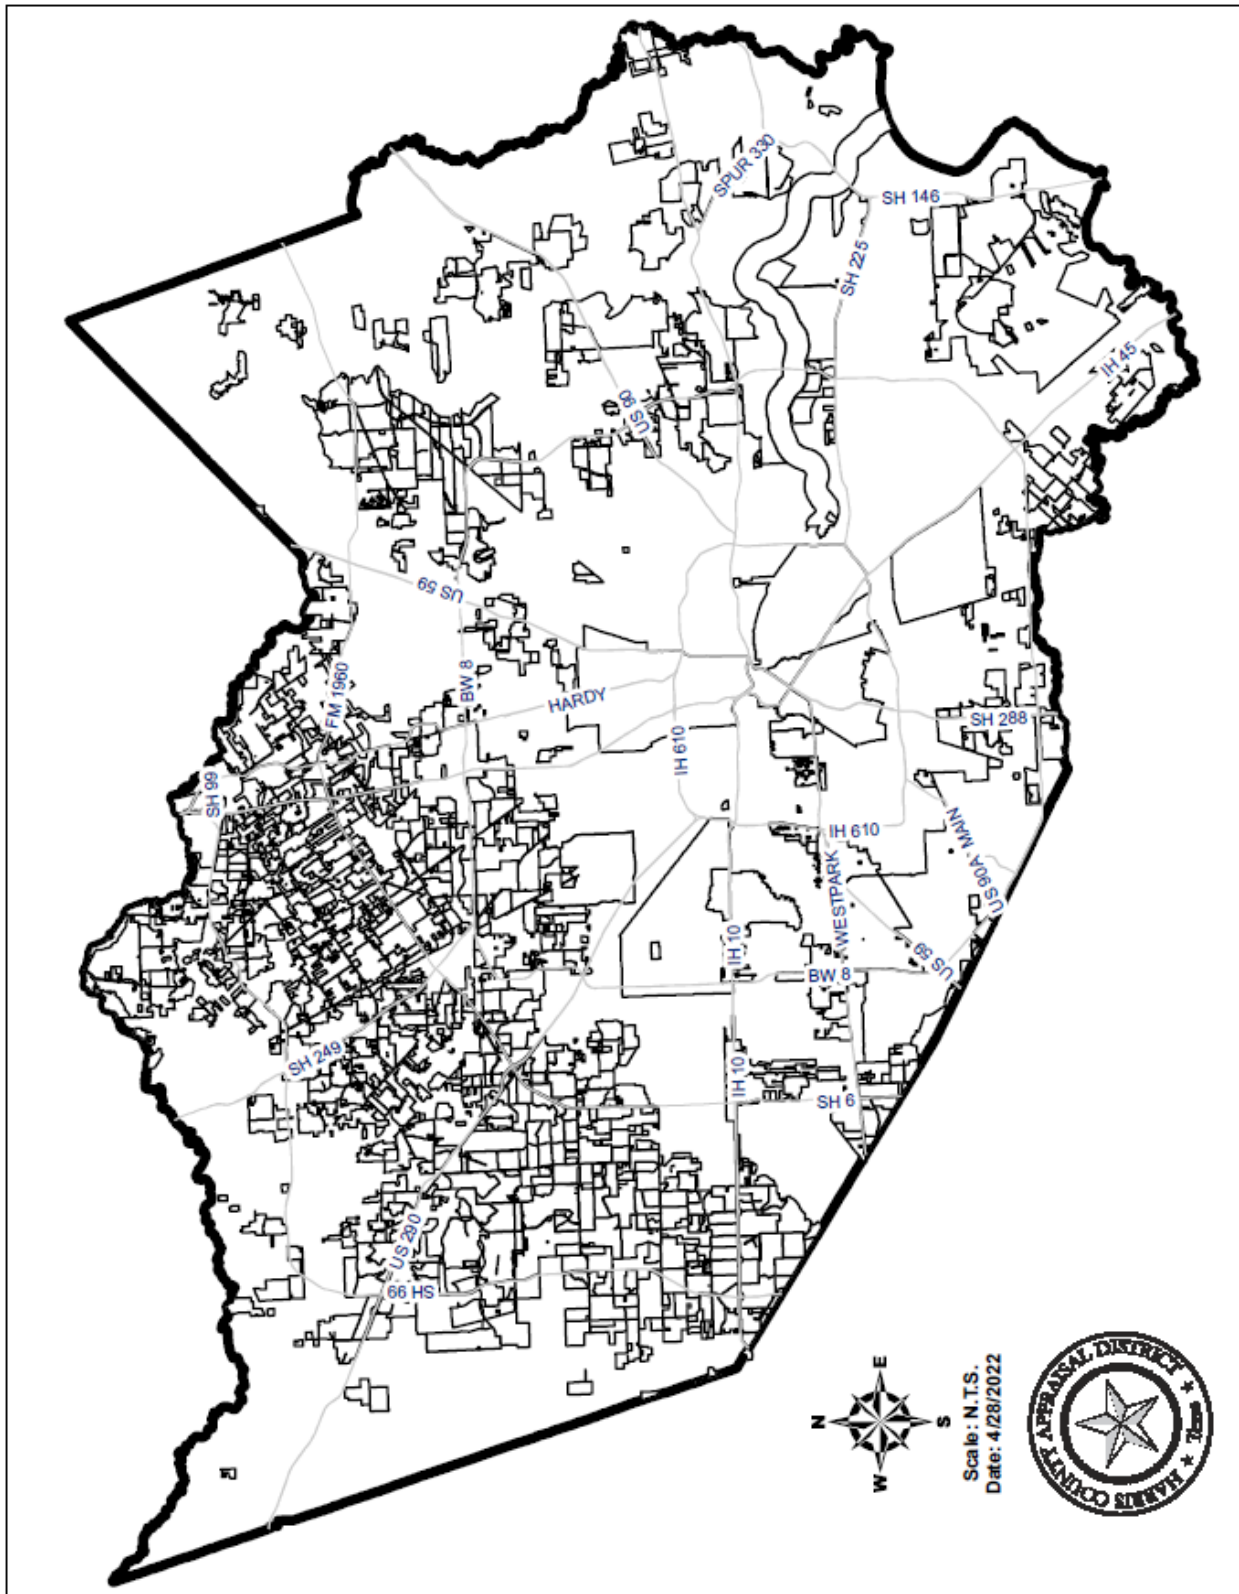 SPUR 330
SH 146
SH 225
IH 45
US 90
US 59
FM 1960
BW 8
HARDY
SH 288
IH 610
SH 99
IH 610
US 90A' MAIN
WESTPARK
US 59
IH 10
BW 8
SH 249
IH 10
SH 6
US 290
SH 99
N
E
S
W
Scale: N.T.S.
Date: 4/28/2022
HARRIS COUNTY APPRAISAL DISTRICT